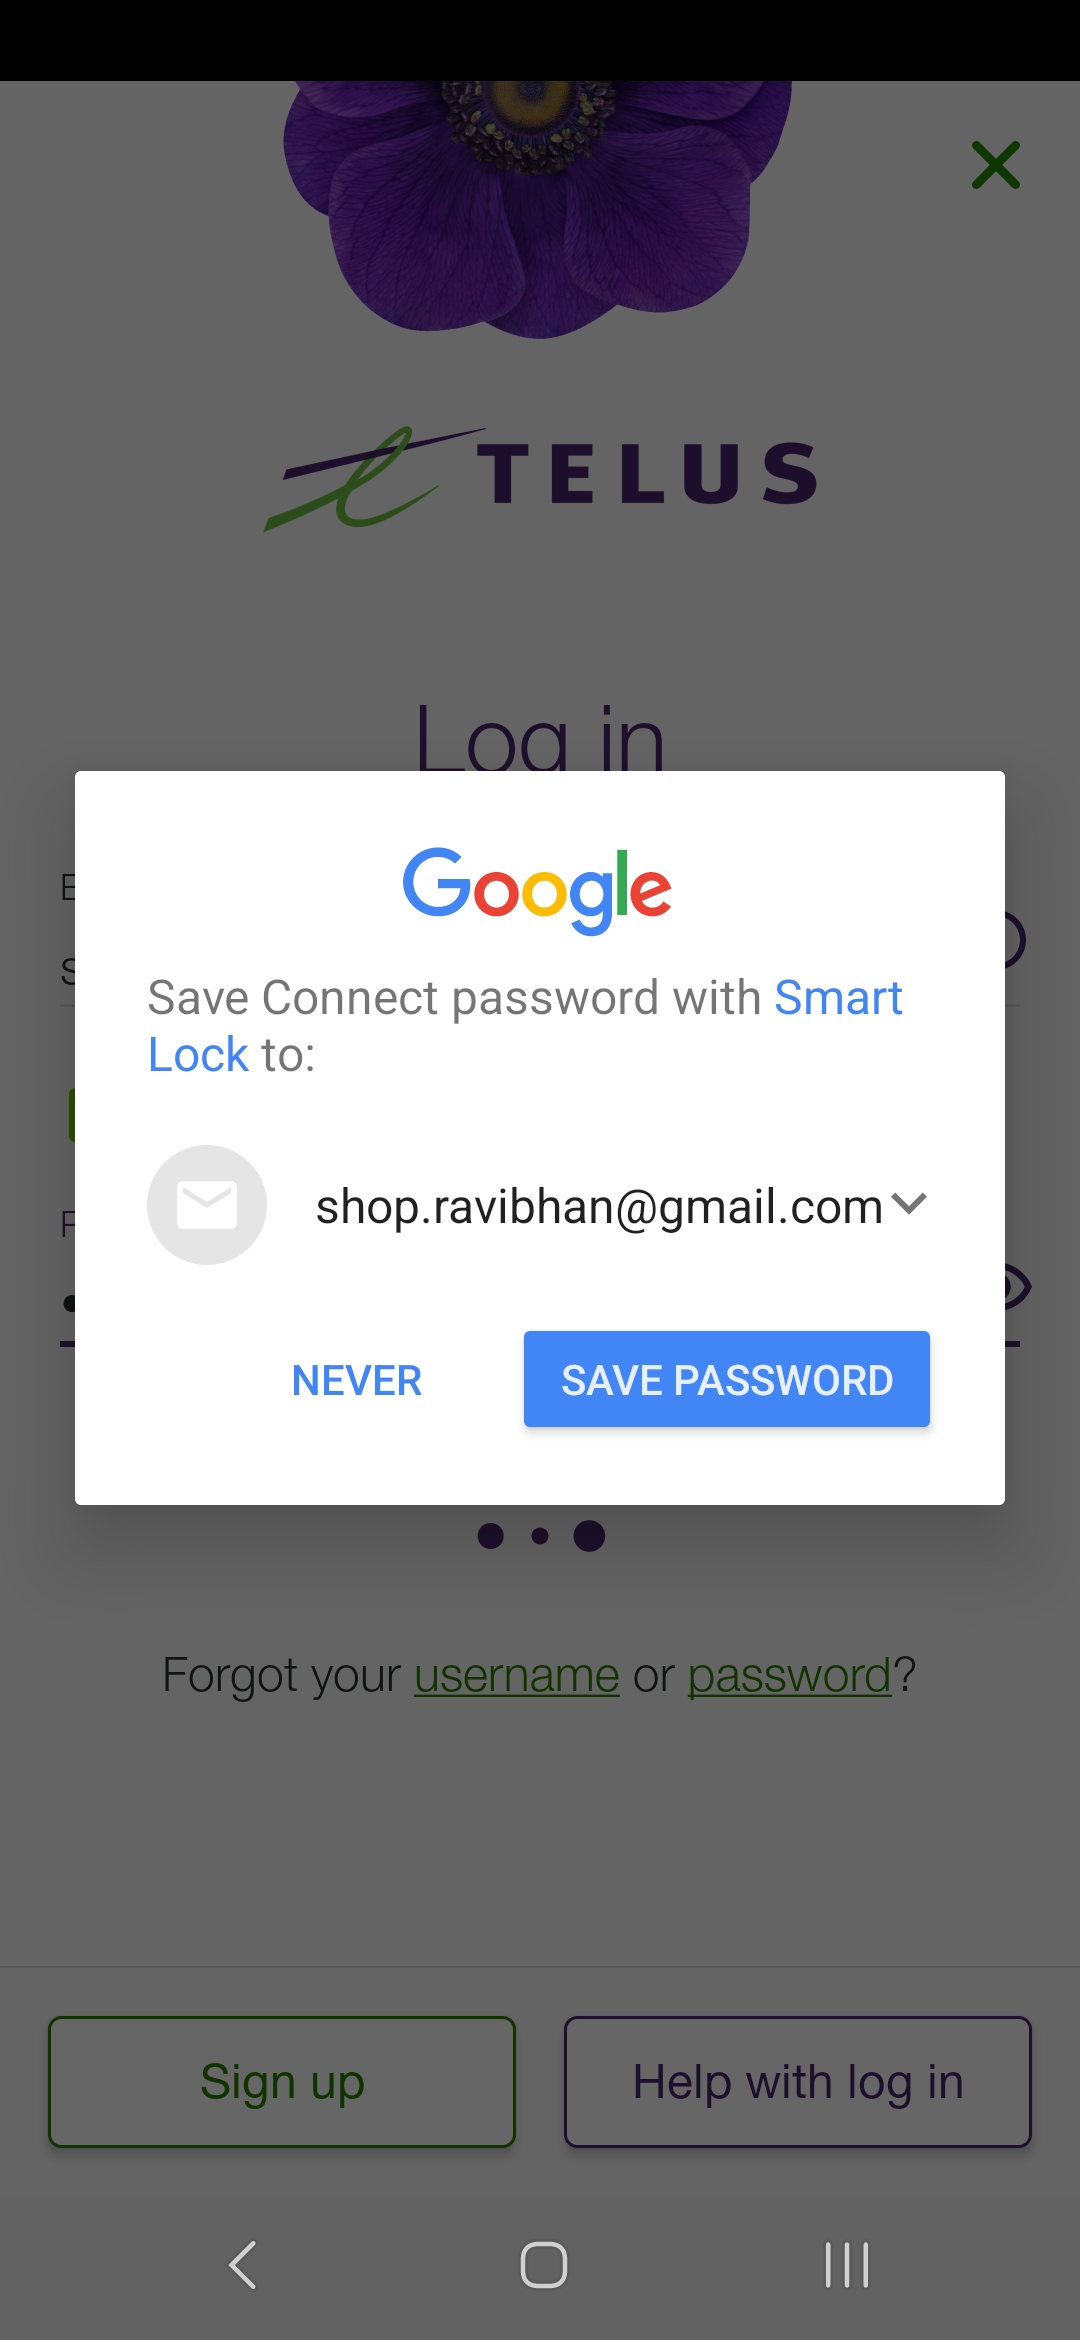 TELUS
Log in
Google
Save Connect password with Smart
Lock to:
shop.ravibhan@gmail.com
NEVER
SAVE PASSWORD
Forgot your username or password?
Sign up
Help with log in